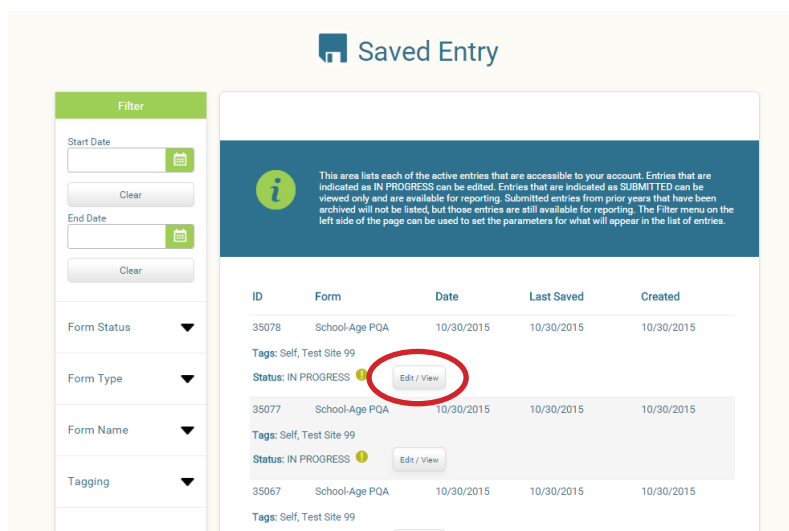 Saved Entry
Filter
Start Date
Clear
End Date
Clear
Form Status
Form Type
Form Name
Tagging
i
This area lists each of the active entries that are accessible to your account. Entries that are
indicated as IN PROGRESS can be edited. Entries that are indicated as SUBMITTED can be
viewed only and are available for reporting. Submitted entries from prior years that have been
archived will not be listed, but those entries are still available for reporting. The Filter menu on the
left side of the page can be used to set the parameters for what will appear in the list of entries.
ID Form Date Last Saved Created
35078 School-Age PQA 10/30/2015 10/30/2015 10/30/2015
Tags: Self, Test Site 99
Status: IN PROGRESS ! Edit / View
35077 School-Age PQA 10/30/2015 10/30/2015 10/30/2015
Tags: Self, Test Site 99
Status: IN PROGRESS ! Edit / View
35067 School-Age PQA 10/30/2015 10/30/2015 10/30/2015
Tags: Self, Test Site 99